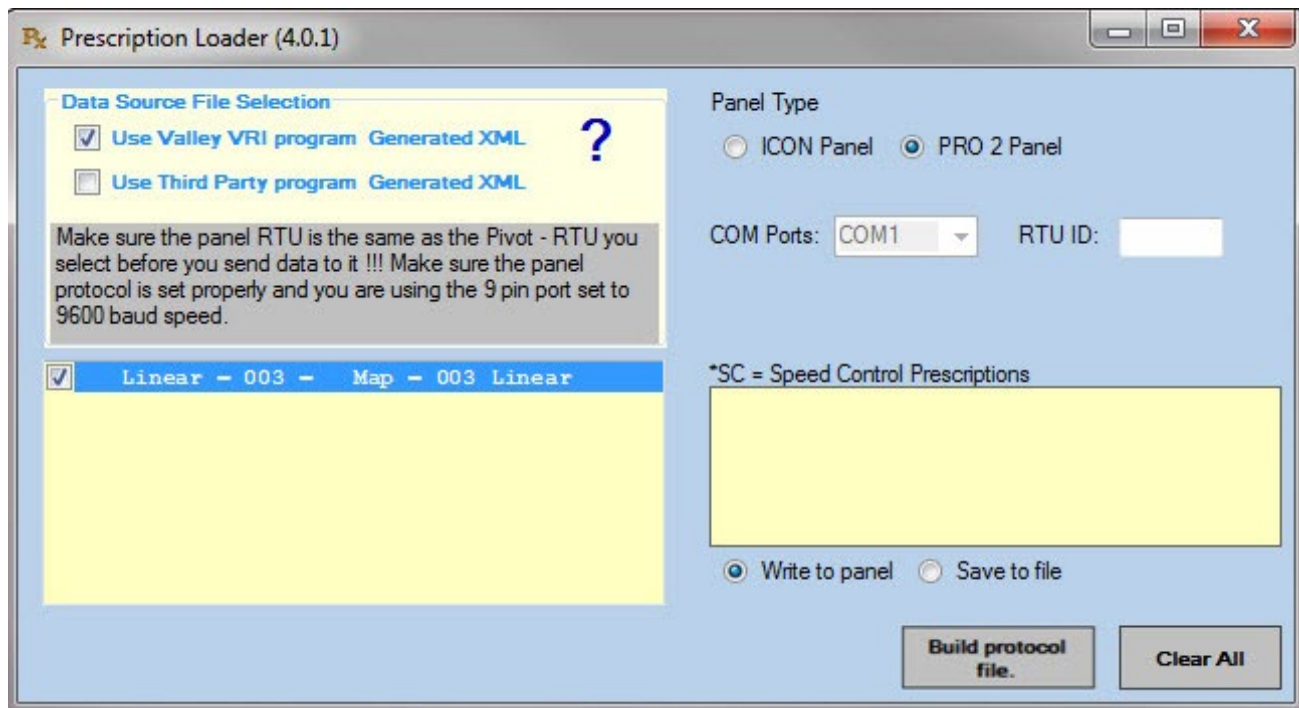 Rx Prescription Loader (4.0.1)
Data Source File Selection
Use Valley VRI program Generated XML
?
Use Third Party program Generated XML
Make sure the panel RTU is the same as the Pivot - RTU you
select before you send data to it !!! Make sure the panel
protocol is set properly and you are using the 9 pin port set to
9600 baud speed.
Linear - 003 - Map - 003 Linear
Panel Type
ICON Panel PRO 2 Panel
COM Ports: COM1 RTU ID:
*SC = Speed Control Prescriptions
Write to panel Save to file
Build protocol
file.
Clear All